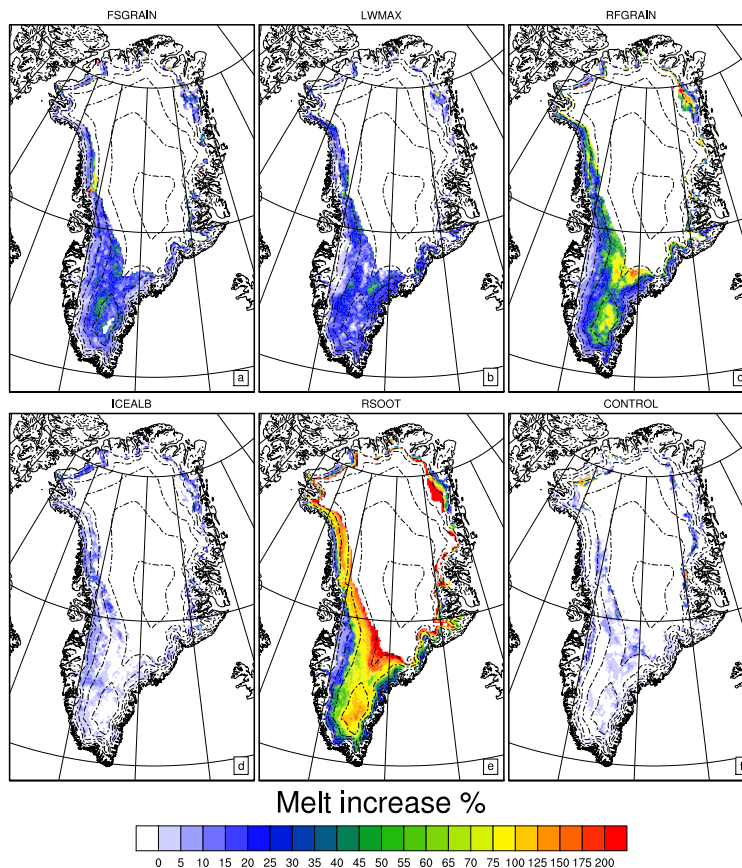 FSGRAIN LWMAX RFGRAIN
a b c
ICEALB RSOOT CONTROL
d e f
Melt increase %
0 5 10 15 20 25 30 35 40 45 50 55 60 65 70 75 100 125 150 175 200